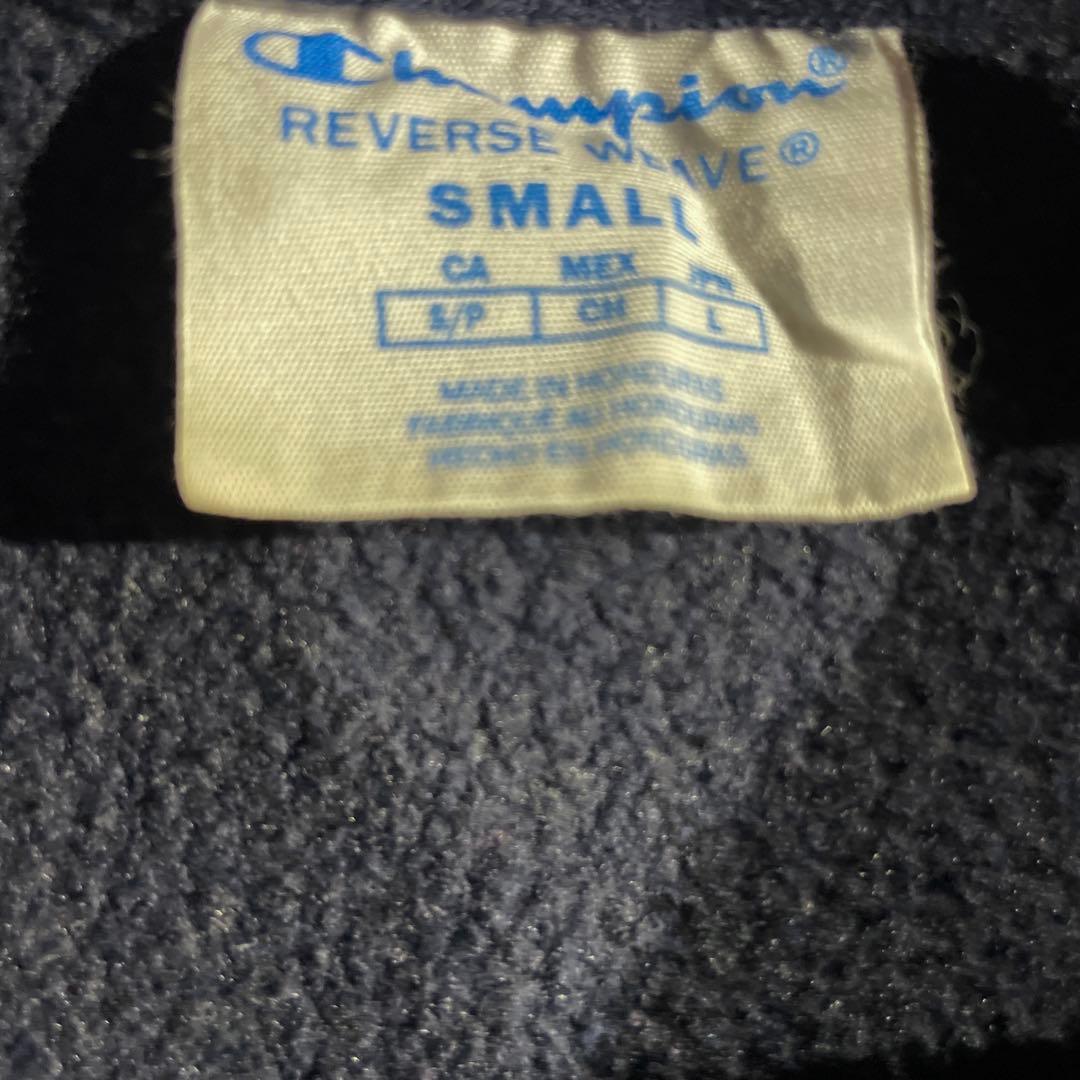 Champion®
REVERSE WEAVE®
SMALL
CA MEX JPN
S/P CH L
MADE IN HONDURAS
FABRIQUÉ AU HONDURAS
HECHO EN HONDURAS